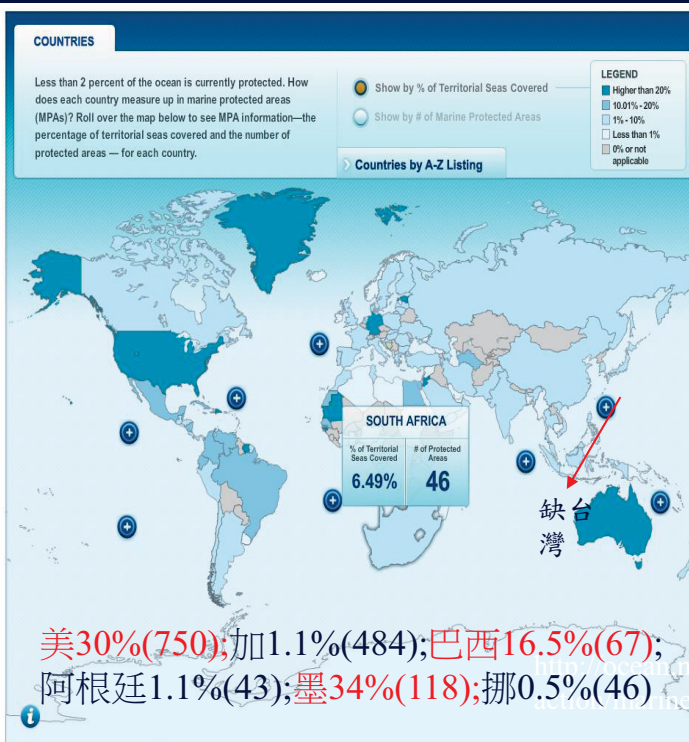 COUNTRIES
Less than 2 percent of the ocean is currently protected. How
does each country measure up in marine protected areas
(MPAs)? Roll over the map below to see MPA information—the
percentage of territorial seas covered and the number of
protected areas — for each country.
Show by % of Territorial Seas Covered
Show by # of Marine Protected Areas
Countries by A-Z Listing
LEGEND
Higher than 20%
10.01% - 20%
1% - 10%
Less than 1%
0% or not
applicable
SOUTH AFRICA
% of Territorial
Seas Covered
6.49%
# of Protected
Areas
46
缺台
灣
美30%(750);加1.1%(484);巴西16.5%(67);
阿根廷1.1%(43);墨34%(118);挪0.5%(46)
http://ocean.n
action/marine